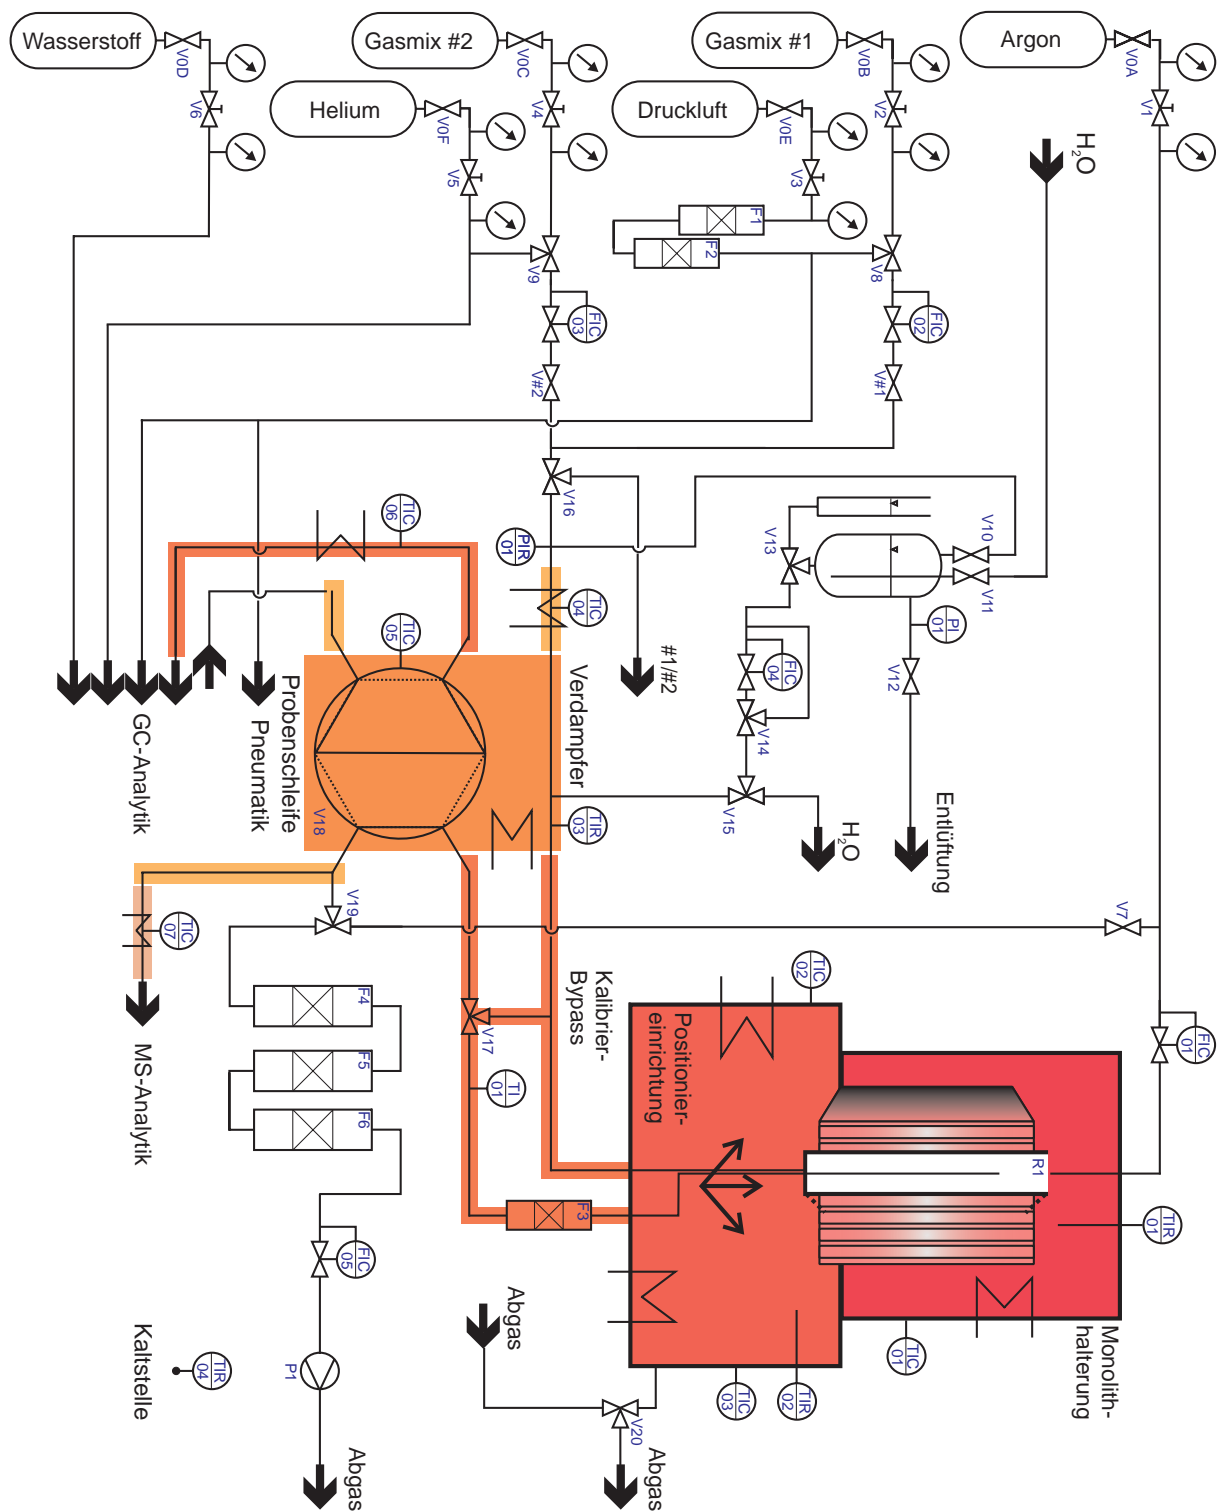 Wasserstoff
V0D
Gasmix #2
V0C
Gasmix #1
V0B
Argon
V0A
V6
Helium
V0F
V4
Druckluft
V0E
V2
V1
H2O
V5
V3
F1
F2
V9
V8
FIC
03
FIC
02
V#2
V#1
V16
TIC
06
PIR
01
V13
V10
V11
TIC
04
TIC
05
PI
01
#1/#2
FIC
04
V12
V14
GC-Analytik
Probenschleife
Pneumatik
Verdampfer
V18
TIR
03
V15
H2O
Entlüftung
V19
TIC
07
V7
MS-Analytik
F4
F5
F6
Kalibrier-
Bypass
V17
TI
01
TIC
02
Positionier-
einrichtung
FIC
01
R1
F3
TIR
01
FIC
05
Abgas
Kaltstelle
TIR
04
P1
Abgas
V20
Abgas
TIC
03
TIR
02
TIC
01
Monolith-
halterung